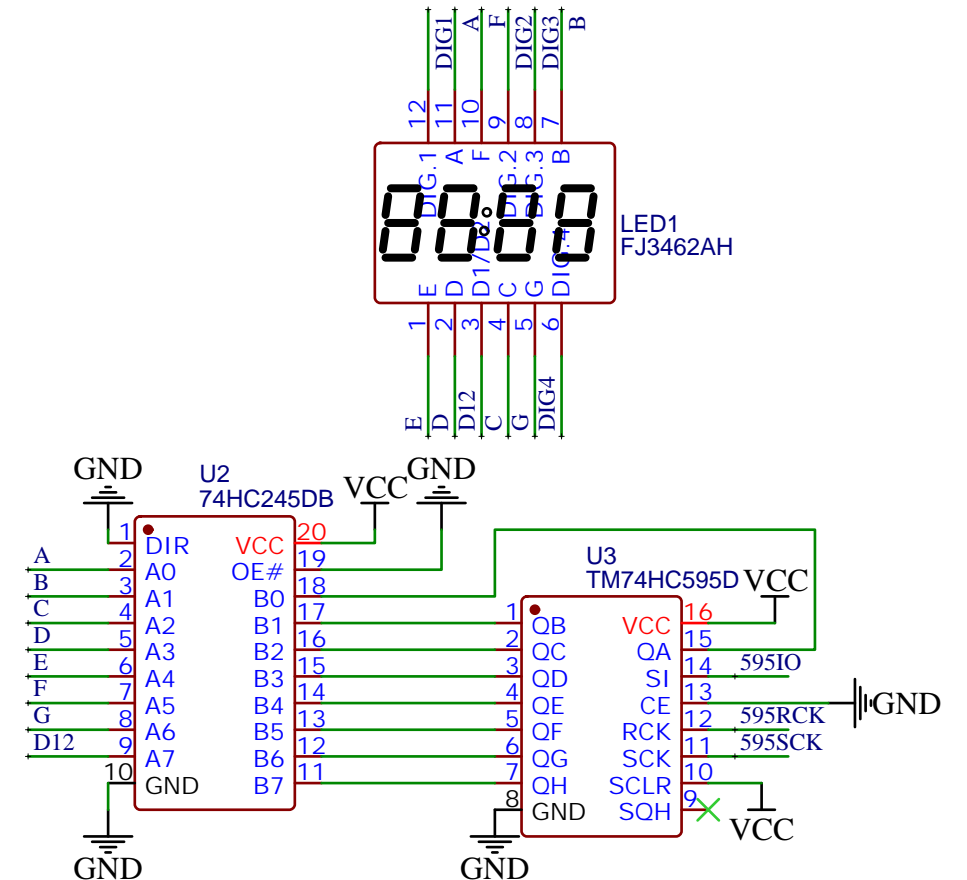 DIG1 A F DIG2 DIG3 B
12 11 10 9 8 7
DIG.1 A F DIG.2 DIG.3 B
LED1
FJ3462AH
E D D1/D2 C G DIG.4
1 2 3 4 5 6
E D D12 C G DIG4
GND
U2
74HC245DB
VCC
GND
1 DIR VCC 20
A 2 A0 OE# 19
B 3 A1 B0 18
C 4 A2 B1 17
D 5 A3 B2 16
E 6 A4 B3 15
F 7 A5 B4 14
G 8 A6 B5 13
D12 9 A7 B6 12
10 GND B7 11
GND
U3
TM74HC595D
VCC
1 QB VCC 16
2 QC QA 15
3 QD SI 14 595IO
4 QE CE 13 GND
5 QF RCK 12 595RCK
6 QG SCK 11 595SCK
7 QH SCLR 10
8 GND SQH 9
GND
VCC